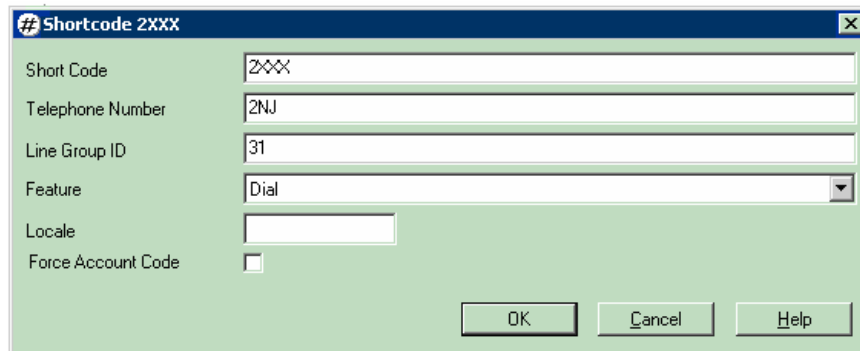 # Shortcode 2XXX
Short Code 2XXX
Telephone Number 2NJ
Line Group ID 31
Feature Dial
Locale
Force Account Code
OK Cancel Help